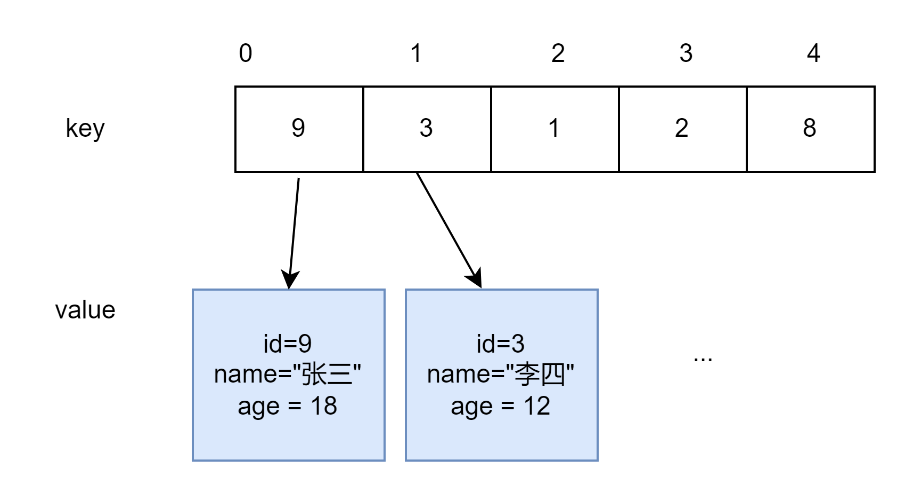 0 1 2 3 4
key 9 3 1 2 8
value
id=9
name="张三"
age = 18
id=3
name="李四"
age = 12
...